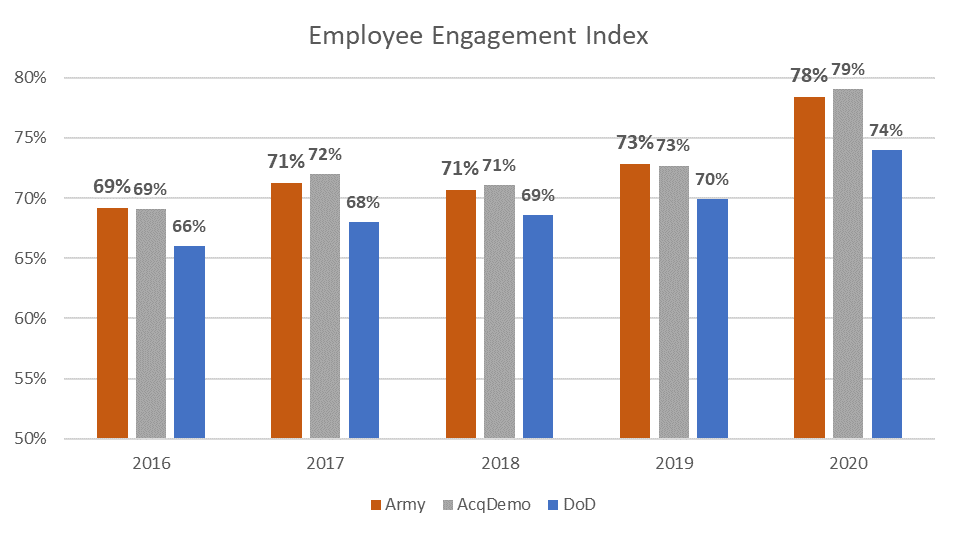 Employee Engagement Index
80%
75%
70%
65%
60%
55%
50%
69% 69% 66%
71% 72% 68%
71% 71% 69%
73% 73% 70%
78% 79% 74%
2016 2017 2018 2019 2020
Army AcqDemo DoD